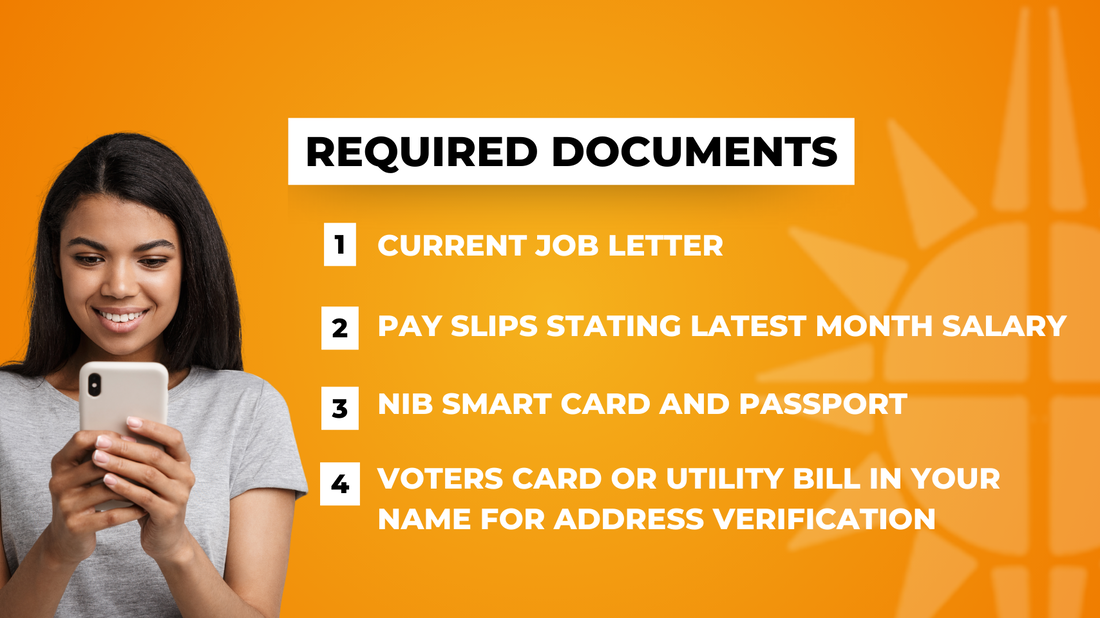 REQUIRED DOCUMENTS
1 CURRENT JOB LETTER
2 PAY SLIPS STATING LATEST MONTH SALARY
3 NIB SMART CARD AND PASSPORT
4 VOTERS CARD OR UTILITY BILL IN YOUR
NAME FOR ADDRESS VERIFICATION